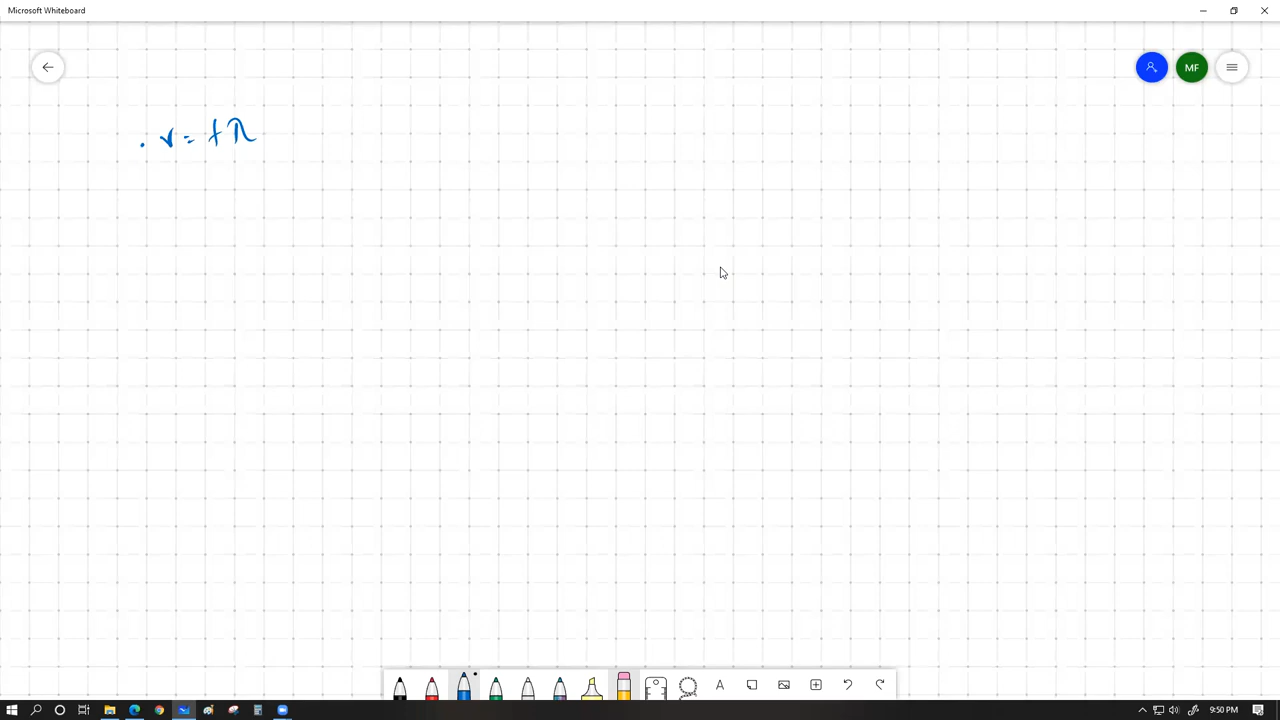 Microsoft Whiteboard
MF
. v = fλ
A
9:50 PM